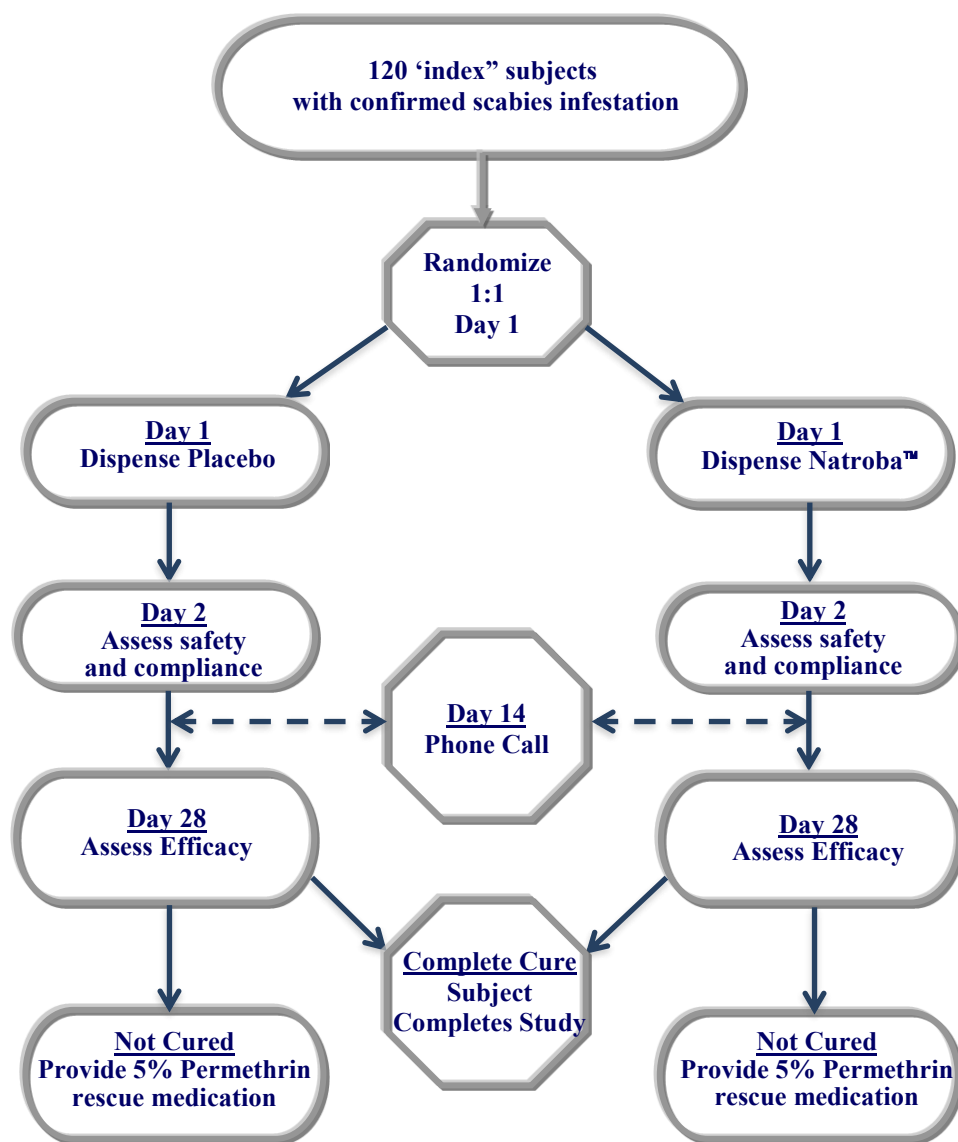 120 ‘index” subjects
with confirmed scabies infestation
Randomize
1:1
Day 1
Day 1
Dispense Placebo
Day 1
Dispense Natroba™
Day 2
Assess safety
and compliance
Day 2
Assess safety
and compliance
Day 14
Phone Call
Day 28
Assess Efficacy
Day 28
Assess Efficacy
Complete Cure
Subject
Completes Study
Not Cured
Provide 5% Permethrin
rescue medication
Not Cured
Provide 5% Permethrin
rescue medication